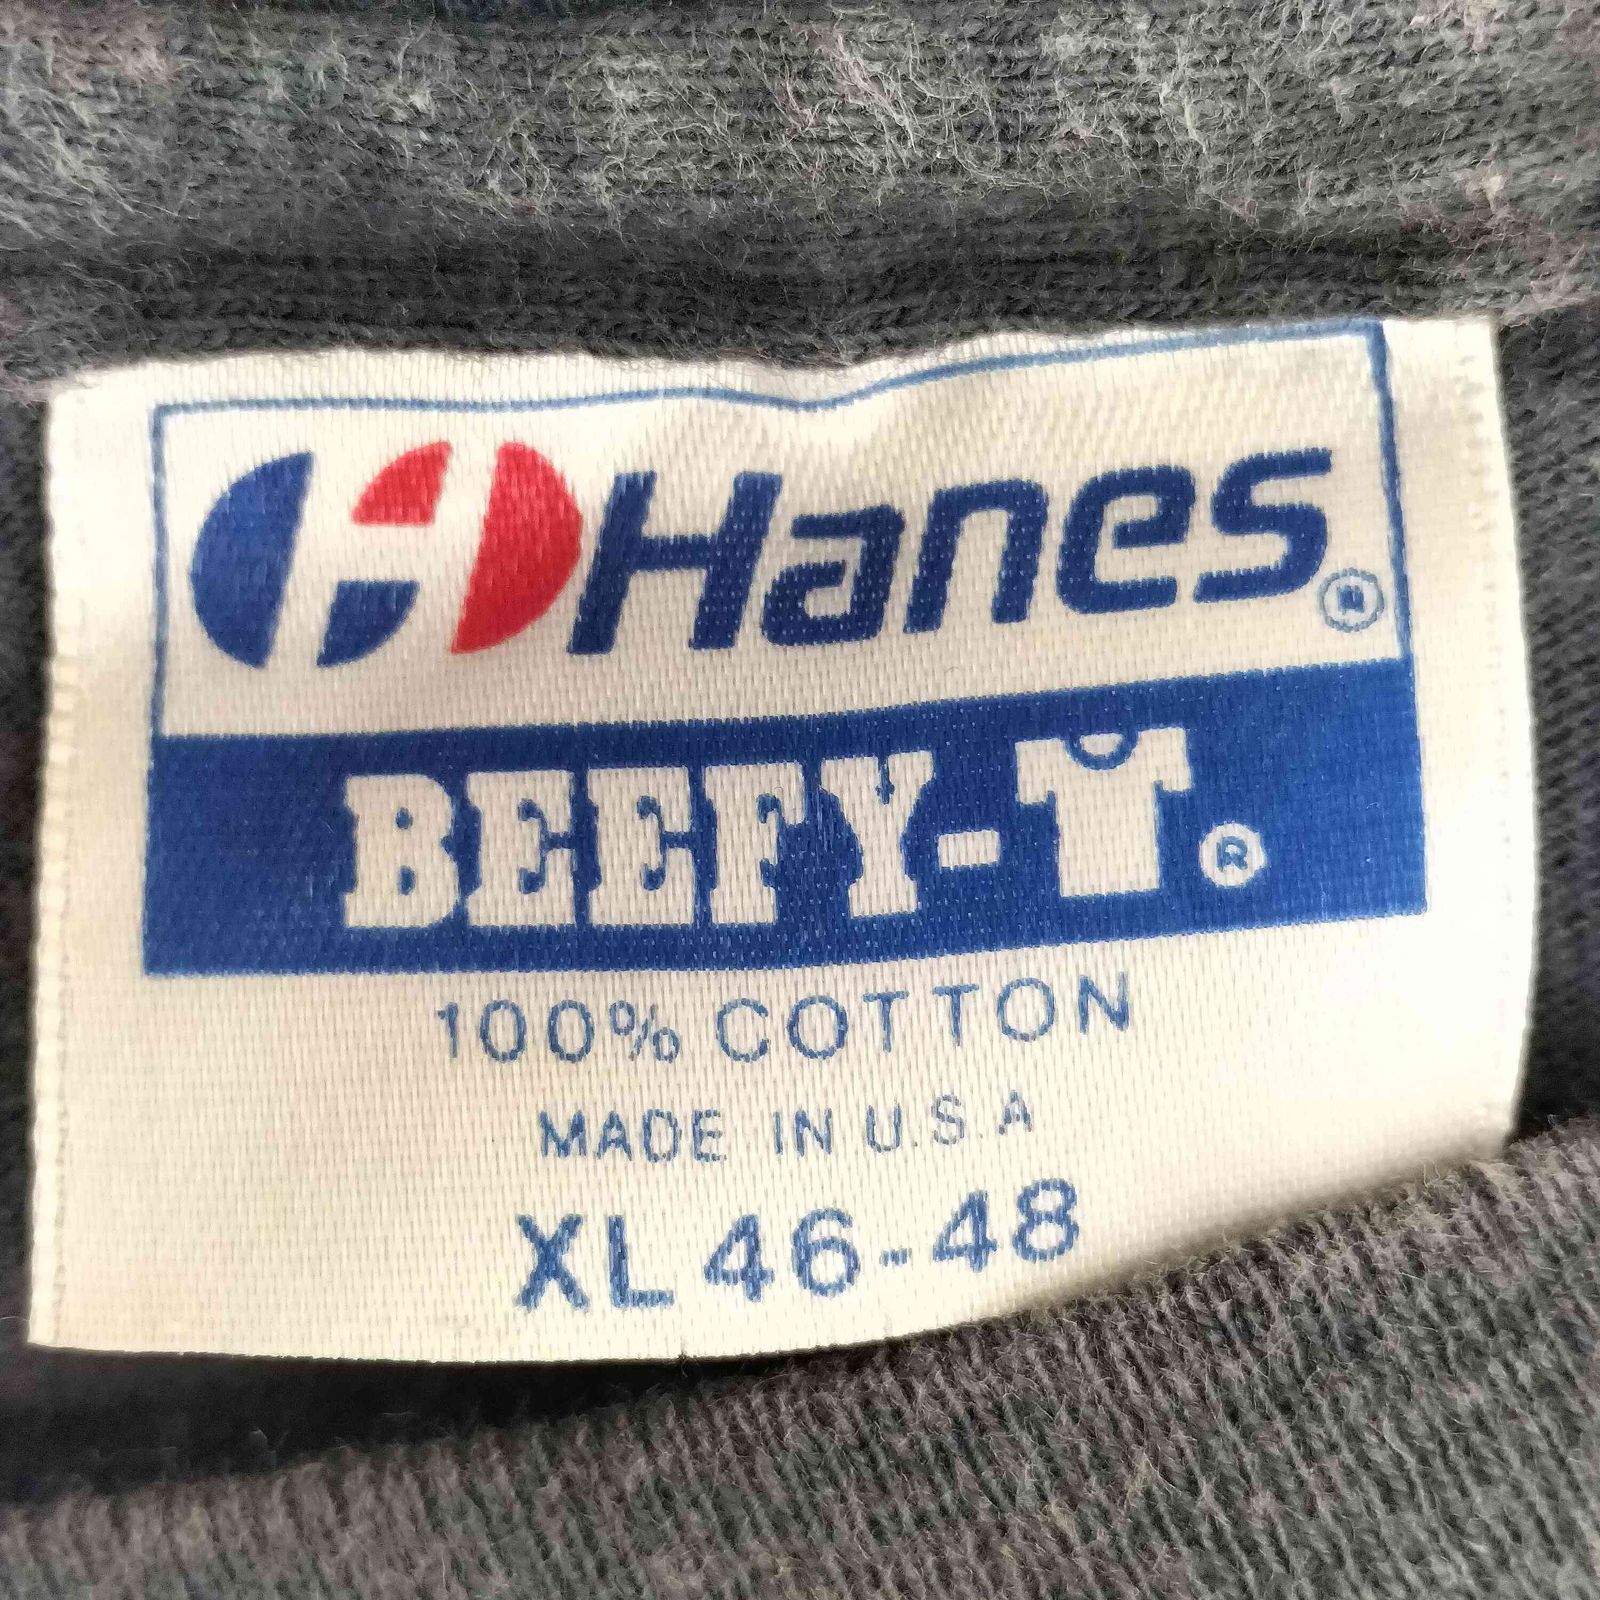 Hanes®
BEEFY-T®
100% COTTON
MADE IN U.S.A
XL 46-48